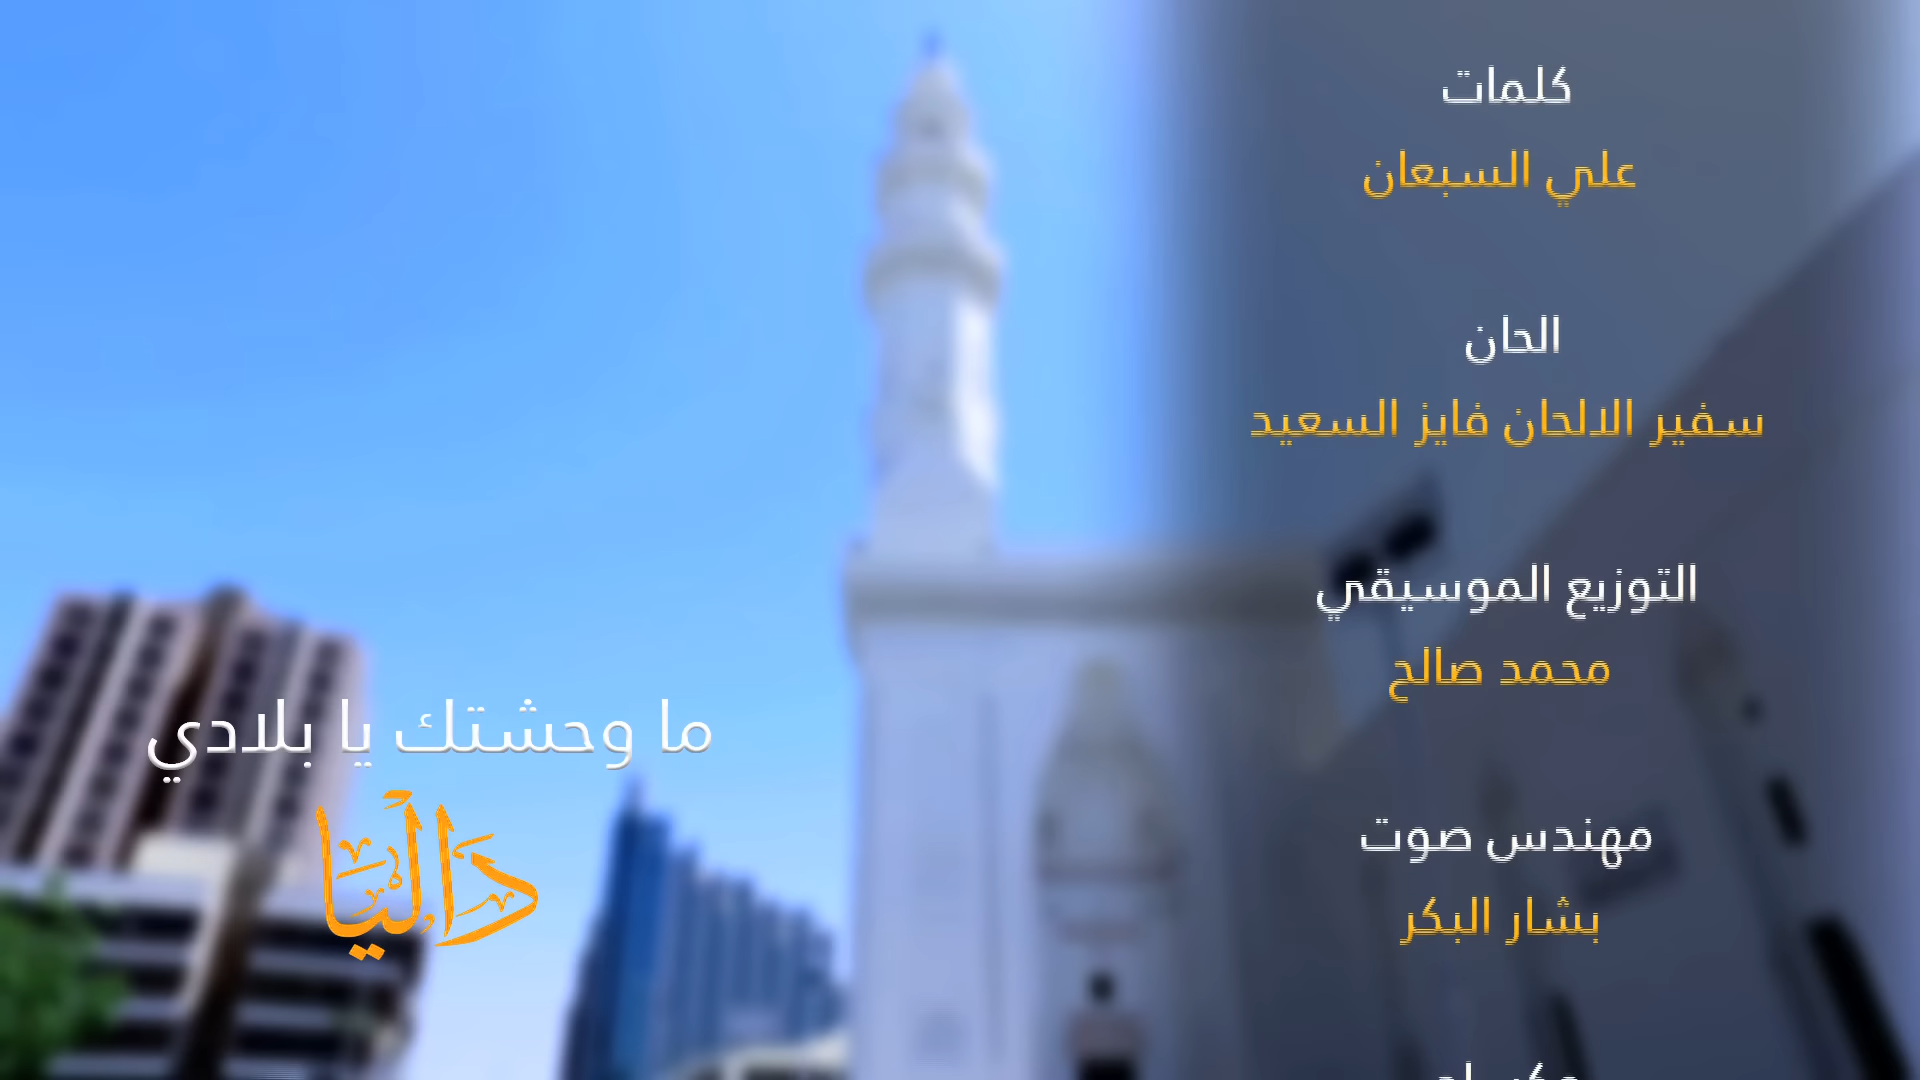 كلمات
علي السبعان
الحان
سفير الالحان فايز السعيد
التوزيع الموسيقي
محمد صالح
مهندس صوت
بشار البكر
ما وحشتك يا بلادي
داليا